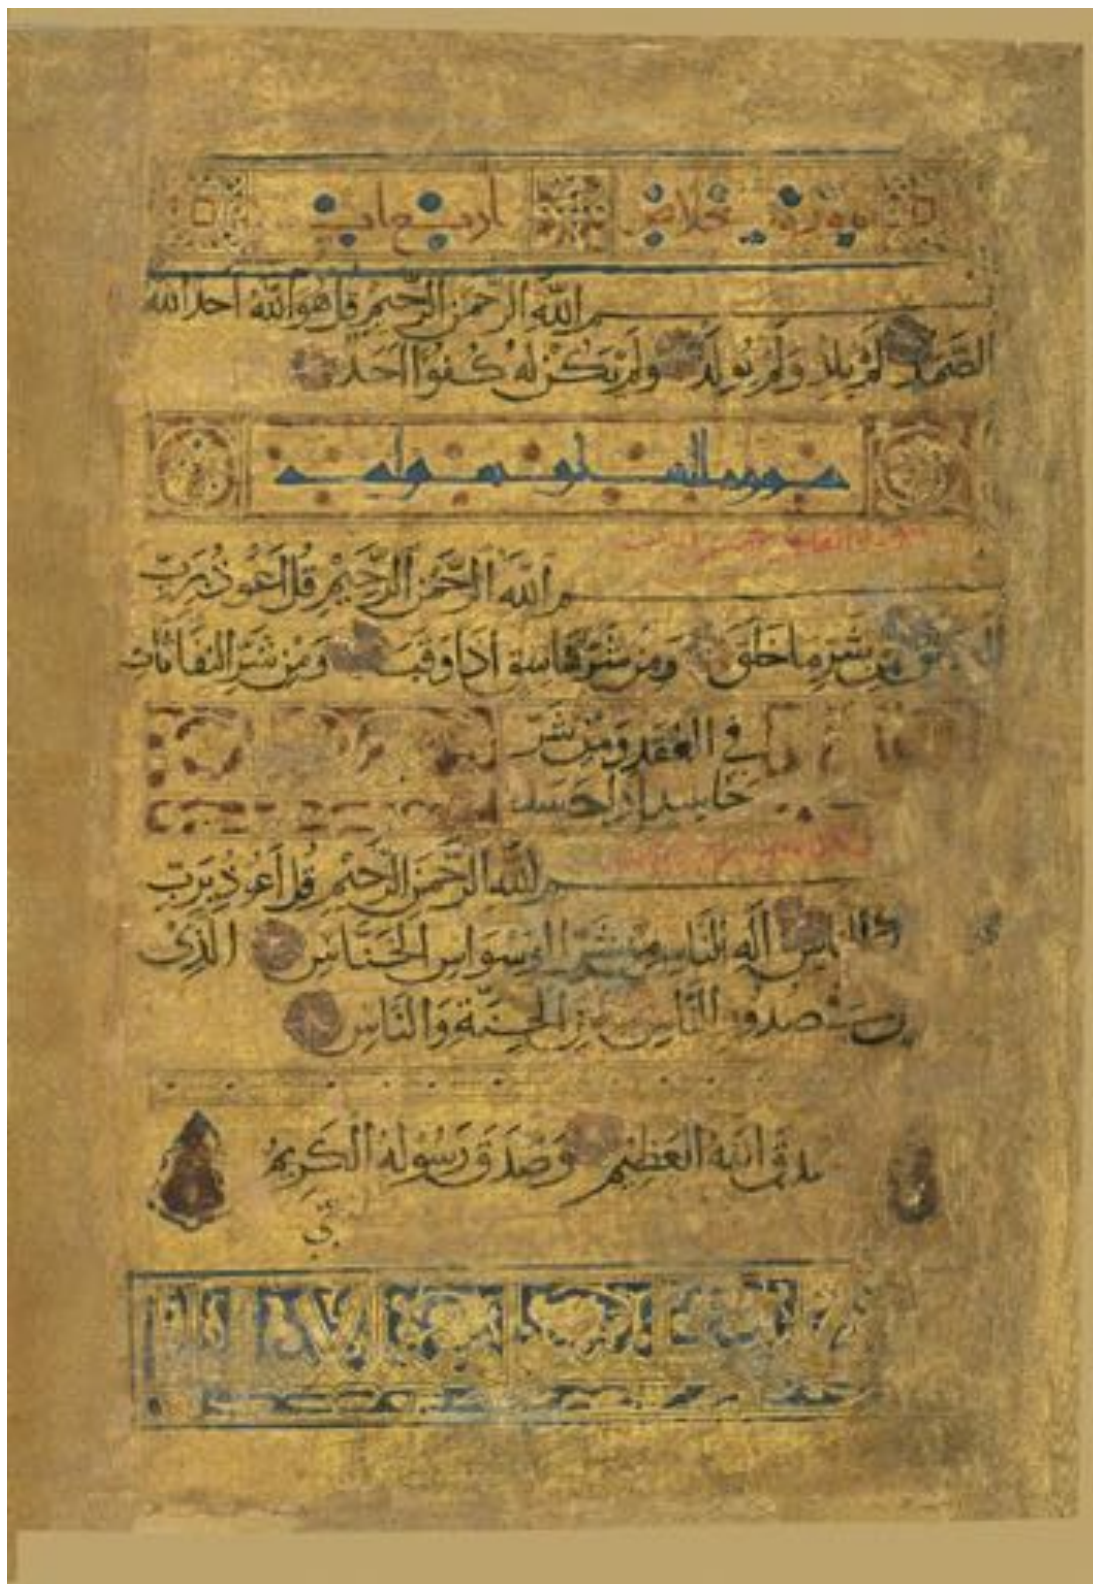 سورة الاخلاص اربع ايات
بسم الله الرحمن الرحيم قل هو الله احد الله
الصمد لم يلد ولم يولد ولم يكن له كفوا احد
بسم الله الرحمن الرحيم قل اعوذ برب
الفلق من شر ما خلق ومن شر غاسق اذا وقب ومن شر النفاثات
في العقد ومن شر
حاسد اذا حسد
بسم الله الرحمن الرحيم قل اعوذ برب
الناس اله الناس من شر الوسواس الخناس الذي
في صدور الناس من الجنة والناس
صدق الله العظيم وصدق رسوله الكريم